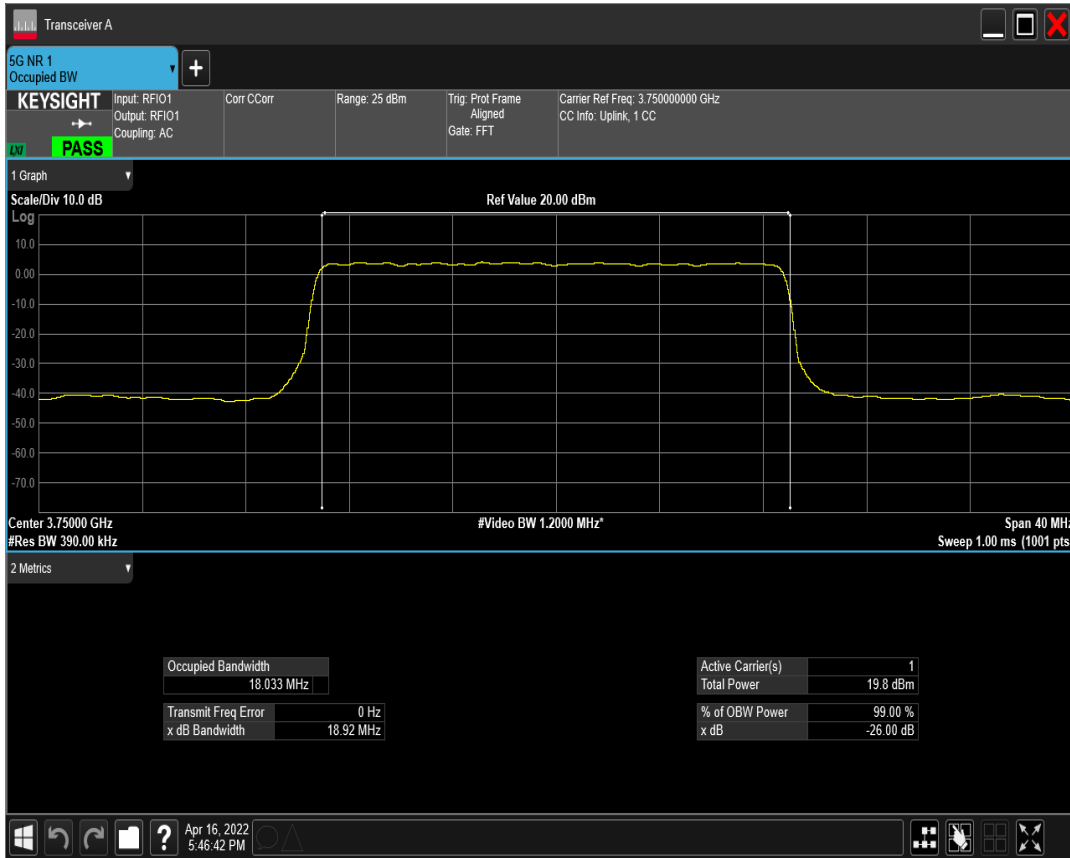 Transceiver A
5G NR 1
Occupied BW
+
KEYSIGHT
LXI
PASS
Input: RFIO1
Output: RFIO1
Coupling: AC
Corr CCorr
Range: 25 dBm
Trig: Prot Frame
Aligned
Gate: FFT
Carrier Ref Freq: 3.750000000 GHz
CC Info: Uplink, 1 CC
1 Graph
Scale/Div 10.0 dB
Ref Value 20.00 dBm
Log
10.0
0.00
-10.0
-20.0
-30.0
-40.0
-50.0
-60.0
-70.0
Center 3.75000 GHz
#Video BW 1.2000 MHz*
Span 40 MHz
#Res BW 390.00 kHz
Sweep 1.00 ms (1001 pts
2 Metrics
Occupied Bandwidth
18.033 MHz
Transmit Freq Error 0 Hz
x dB Bandwidth 18.92 MHz
Active Carrier(s) 1
Total Power 19.8 dBm
% of OBW Power 99.00 %
x dB -26.00 dB
?
Apr 16, 2022
5:46:42 PM